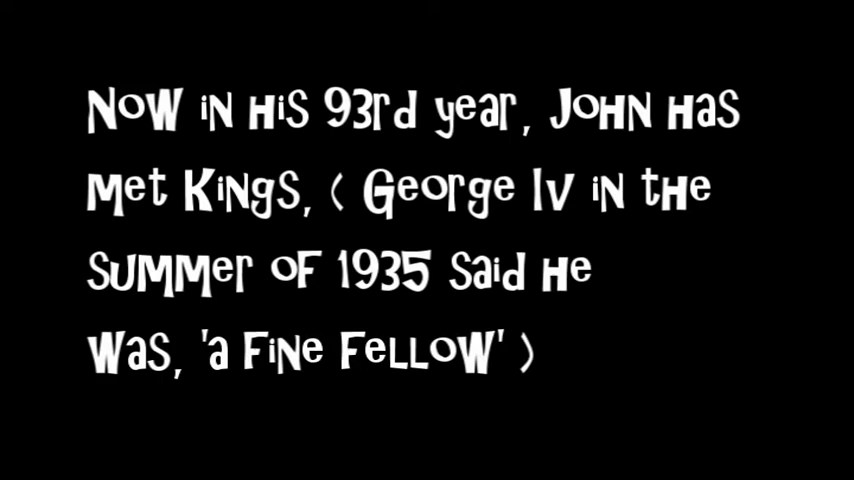 Now in his 93rd year, John has
met Kings, ( George IV in the
summer of 1935 said he
was, 'a fine fellow' )